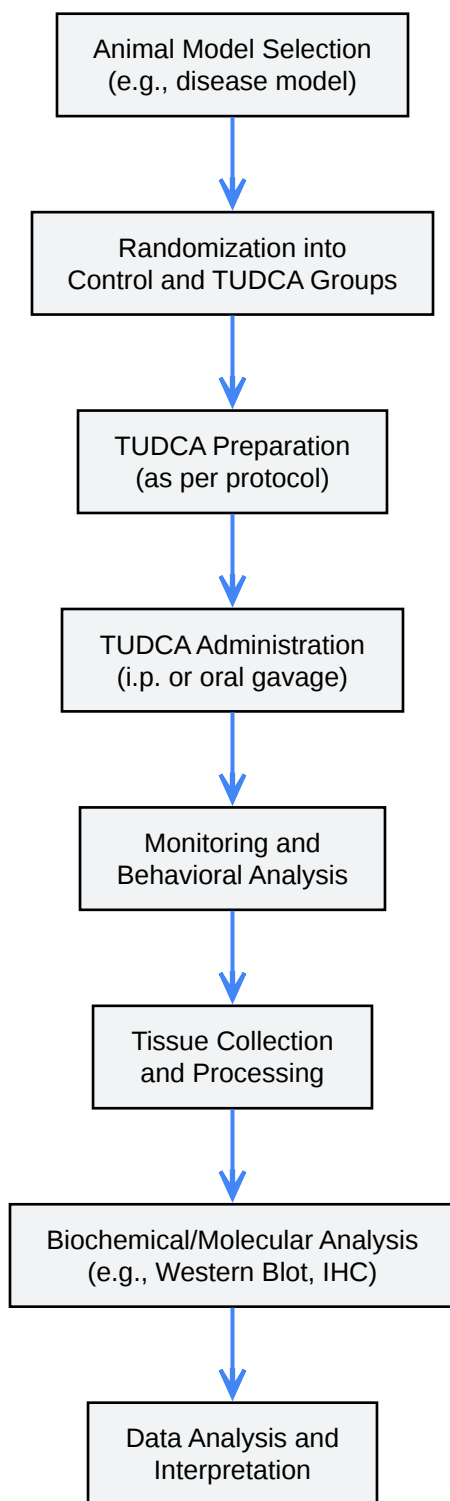 Animal Model Selection
(e.g., disease model)
Randomization into
Control and TUDCA Groups
TUDCA Preparation
(as per protocol)
TUDCA Administration
(i.p. or oral gavage)
Monitoring and
Behavioral Analysis
Tissue Collection
and Processing
Biochemical/Molecular Analysis
(e.g., Western Blot, IHC)
Data Analysis and
Interpretation